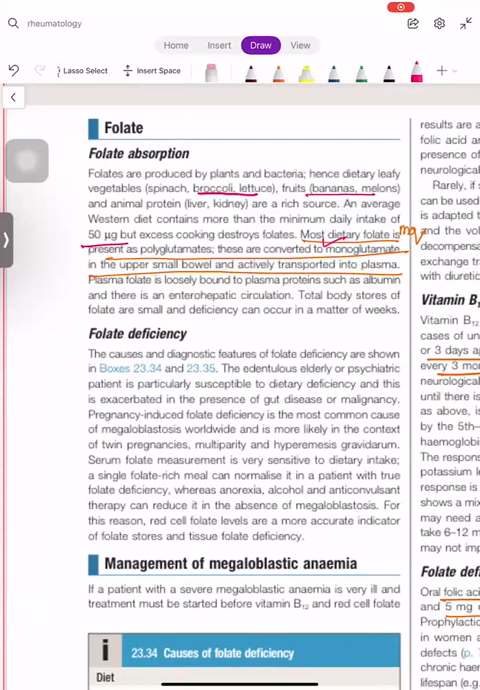 rheumatology
Home Insert Draw View
Lasso Select Insert Space
Folate
Folate absorption
Folates are produced by plants and bacteria; hence dietary leafy
vegetables (spinach, broccoli, lettuce), fruits (bananas, melons)
and animal protein (liver, kidney) are a rich source. An average
Western diet contains more than the minimum daily intake of
50 µg but excess cooking destroys folates. Most dietary folate is
present as polyglutamates; these are converted to monoglutamate
in the upper small bowel and actively transported into plasma.
Plasma folate is loosely bound to plasma proteins such as albumin
and there is an enterohepatic circulation. Total body stores of
folate are small and deficiency can occur in a matter of weeks.
Folate deficiency
The causes and diagnostic features of folate deficiency are shown
in Boxes 23.34 and 23.35. The edentulous elderly or psychiatric
patient is particularly susceptible to dietary deficiency and this
is exacerbated in the presence of gut disease or malignancy.
Pregnancy-induced folate deficiency is the most common cause
of megaloblastosis worldwide and is more likely in the context
of twin pregnancies, multiparity and hyperemesis gravidarum.
Serum folate measurement is very sensitive to dietary intake;
a single folate-rich meal can normalise it in a patient with true
folate deficiency, whereas anorexia, alcohol and anticonvulsant
therapy can reduce it in the absence of megaloblastosis. For
this reason, red cell folate levels are a more accurate indicator
of folate stores and tissue folate deficiency.
Management of megaloblastic anaemia
If a patient with a severe megaloblastic anaemia is very ill and
treatment must be started before vitamin B12 and red cell folate
i 23.34 Causes of folate deficiency
Diet
results are a
folic acid an
presence of
neurological
Rarely, if s
can be used
is adapted t
and the vol
decompensa
exchange tra
with diuretic
Vitamin B
Vitamin B12
cases of un
or 3 days ap
every 3 mon
neurological
until there is
as above, is
by the 5th–
haemoglobi
The respons
potassium le
response is
shows a mix
may need a
take 6–12 m
may not imp
Folate def
Oral folic ac
and 5 mg
Prophylactic
in women a
defects (p. 7
chronic haer
lifespan (e.g.